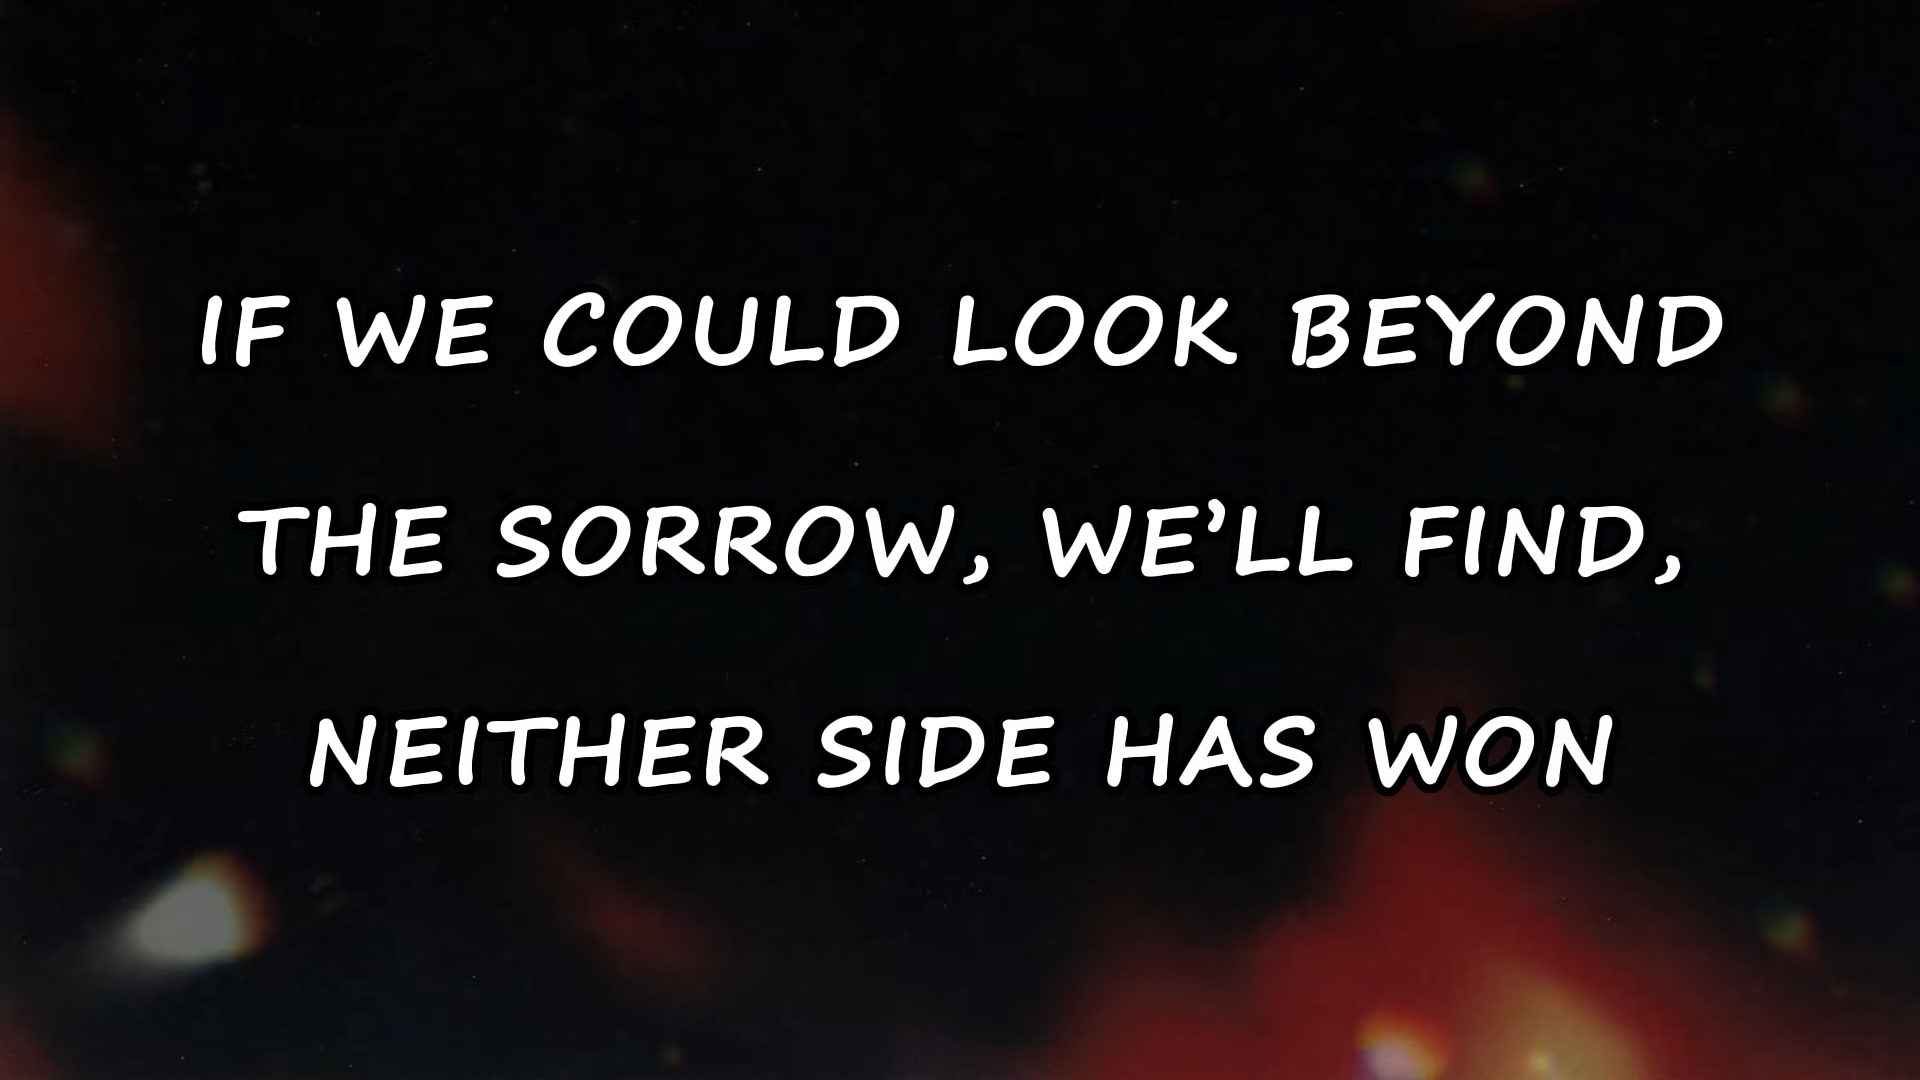 IF WE COULD LOOK BEYOND
THE SORROW, WE’LL FIND,
NEITHER SIDE HAS WON